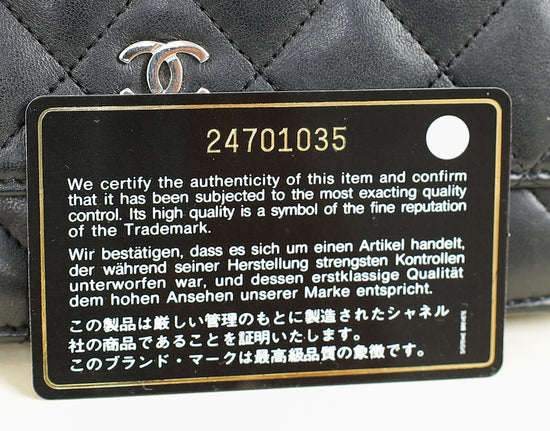 24701035
We certify the authenticity of this item and confirm
that it has been subjected to the most exacting quality
control. Its high quality is a symbol of the fine reputation
of the Trademark.
Wir bestätigen, dass es sich um einen Artikel handelt,
der während seiner Herstellung strengsten Kontrollen
unterworfen war, und dessen erstklassige Qualität
dem hohen Ansehen unserer Marke entspricht.
この製品は厳しい管理のもとに製造されたシャネル
社の商品であることを証明いたします。
このブランド・マークは最高級品質の象徴です。